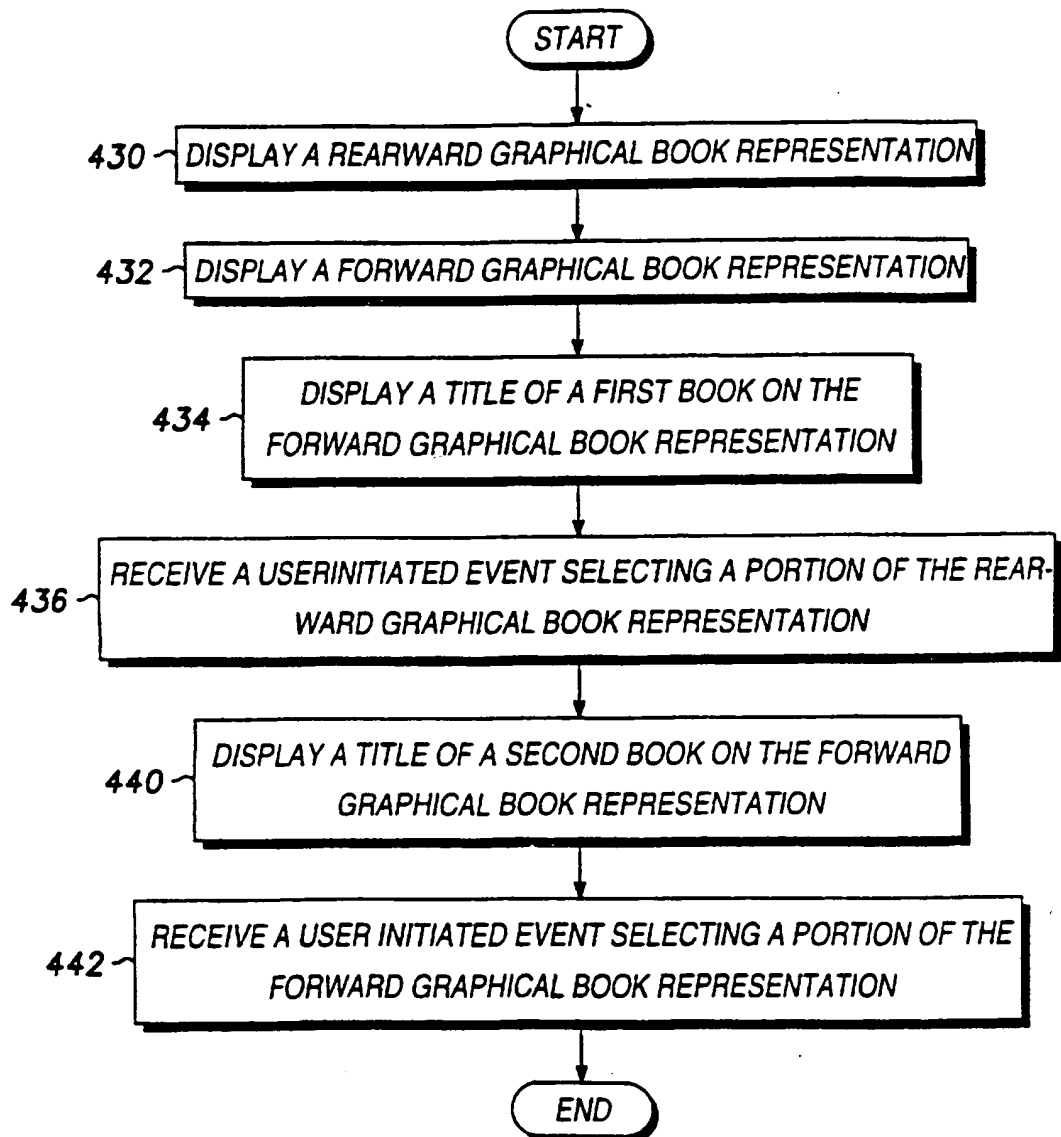 START
430 DISPLAY A REARWARD GRAPHICAL BOOK REPRESENTATION
432 DISPLAY A FORWARD GRAPHICAL BOOK REPRESENTATION
DISPLAY A TITLE OF A FIRST BOOK ON THE
434
FORWARD GRAPHICAL BOOK REPRESENTATION
RECEIVE A USERINITIATED EVENT SELECTING A PORTION OF THE REAR-
436
WARD GRAPHICAL BOOK REPRESENTATION
DISPLAY A TITLE OF A SECOND BOOK ON THE FORWARD
440
GRAPHICAL BOOK REPRESENTATION
RECEIVE A USER INITIATED EVENT SELECTING A PORTION OF THE
442
FORWARD GRAPHICAL BOOK REPRESENTATION
END